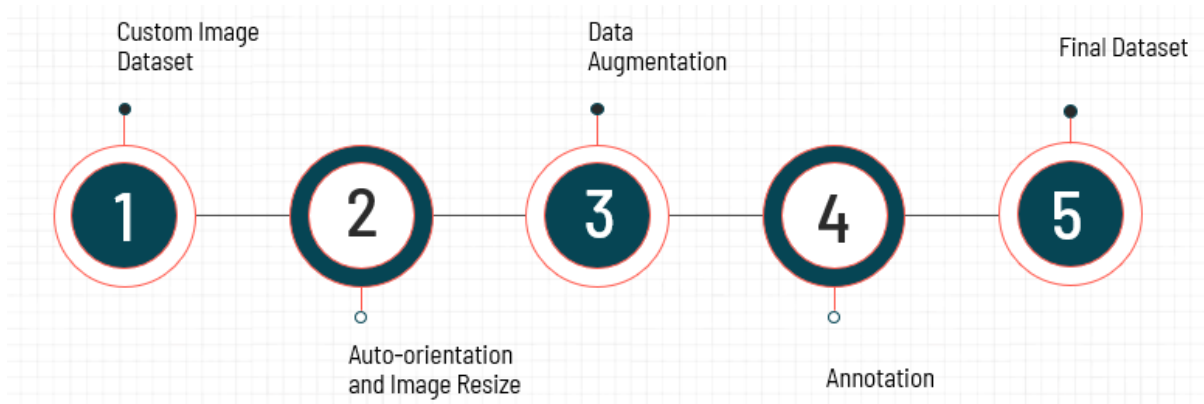 Custom Image
Dataset
Data
Augmentation
Final Dataset
1
2
3
4
5
Auto-orientation
and Image Resize
Annotation